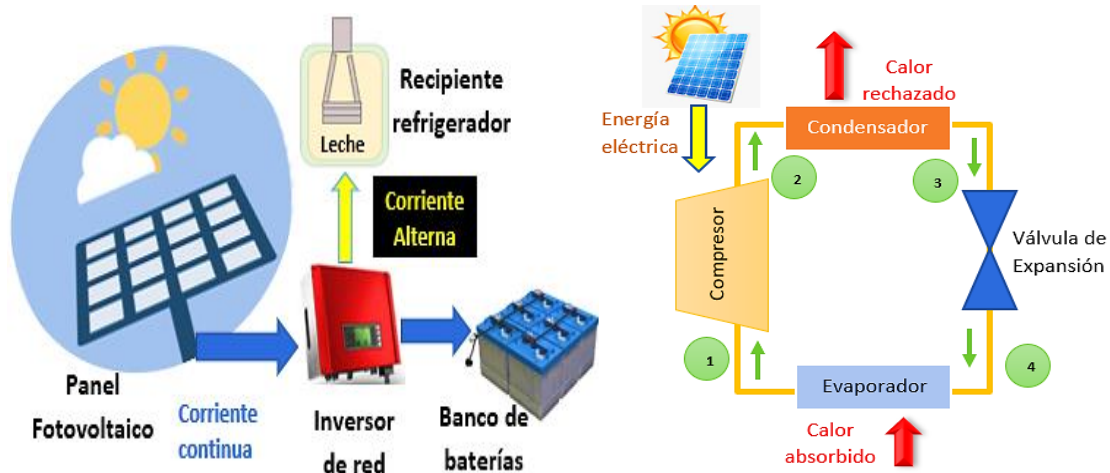 Recipiente
refrigerador
Leche
Corriente
Alterna
Panel
Fotovoltaico
Corriente
continua
Inversor
de red
Banco de
baterías
Energía
eléctrica
Calor
rechazado
Condensador
2
3
Compresor
Válvula de
Expansión
1
4
Evaporador
Calor
absorbido